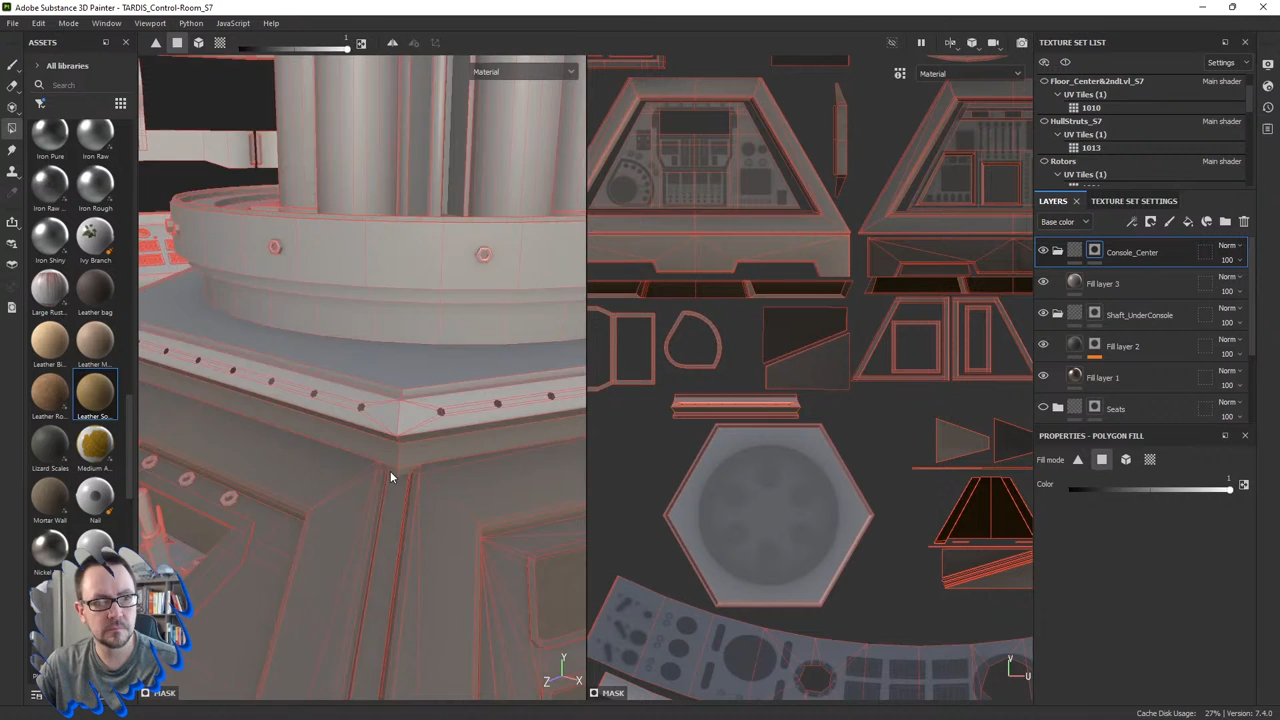 Adobe Substance 3D Painter - TARDIS_Control-Room_S7
File Edit Mode Window Viewport Python JavaScript Help
ASSETS
All libraries
Search
Iron Pure Iron Raw
Iron Raw ... Iron Rough
Iron Shiny Ivy Branch
Large Rust... Leather bag
Leather Bi... Leather M...
Leather Ro... Leather So...
Lizard Scales Medium A...
Mortar Wall Nail
1
Material
Y
Z
X
MASK
Material
V
U
MASK
TEXTURE SET LIST
Settings
Floor_Center&2ndLvl_S7 Main shader
UV Tiles (1)
1010
HullStruts_S7 Main shader
UV Tiles (1)
1013
Rotors Main shader
UV Tiles (1)
LAYERS TEXTURE SET SETTINGS
Base color
Console_Center Norm
100
Fill layer 3 Norm
100
Shaft_UnderConsole Norm
100
Fill layer 2 Norm
100
Fill layer 1 Norm
100
Seats Norm
100
PROPERTIES - POLYGON FILL
Fill mode
Color 1
Cache Disk Usage: 27% | Version: 7.4.0